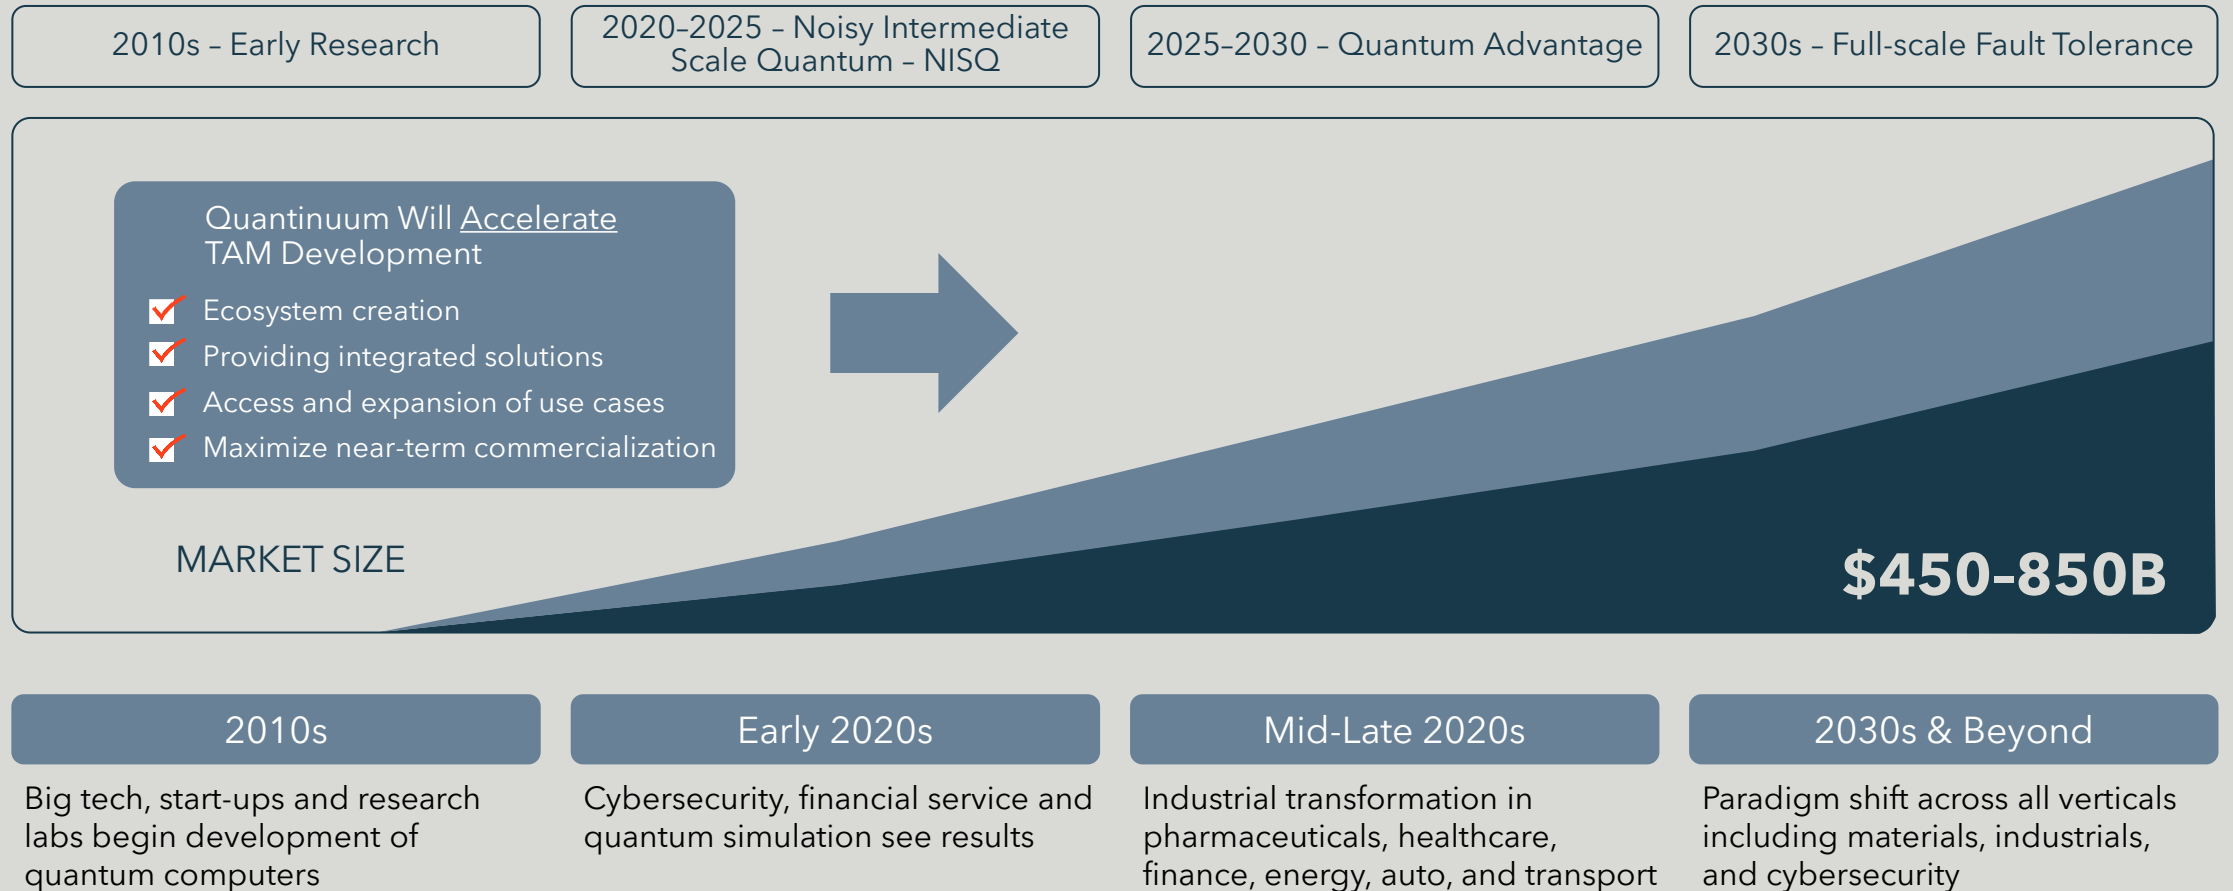 2010s – Early Research
2020–2025 – Noisy Intermediate
Scale Quantum – NISQ
2025–2030 – Quantum Advantage
2030s – Full-scale Fault Tolerance
Quantinuum Will Accelerate
TAM Development
Ecosystem creation
Providing integrated solutions
Access and expansion of use cases
Maximize near-term commercialization
MARKET SIZE
$450–850B
2010s
Big tech, start-ups and research
labs begin development of
quantum computers
Early 2020s
Cybersecurity, financial service and
quantum simulation see results
Mid-Late 2020s
Industrial transformation in
pharmaceuticals, healthcare,
finance, energy, auto, and transport
2030s & Beyond
Paradigm shift across all verticals
including materials, industrials,
and cybersecurity